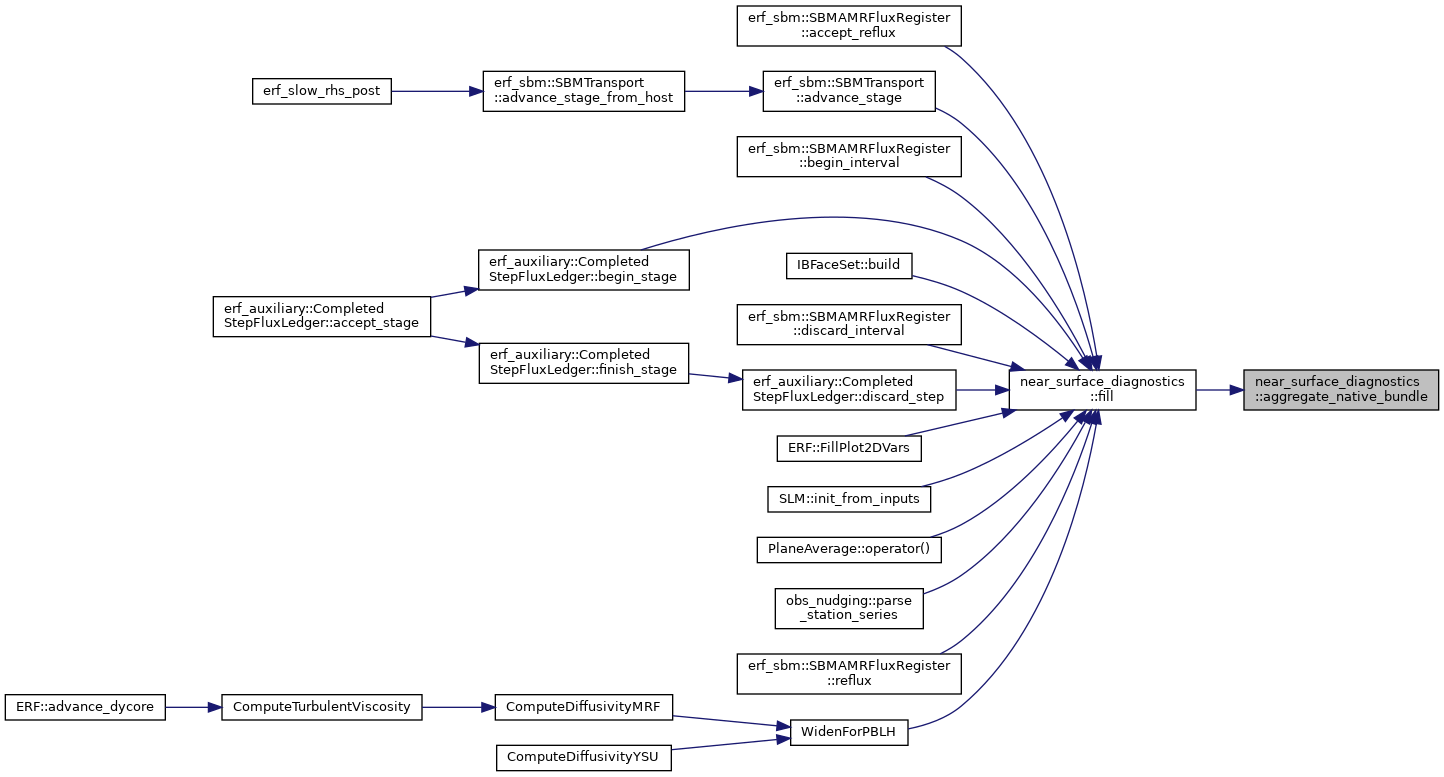 erf_sbm::SBMAMRFluxRegister
::accept_reflux
erf_slow_rhs_post
erf_sbm::SBMTransport
::advance_stage_from_host
erf_sbm::SBMTransport
::advance_stage
erf_sbm::SBMAMRFluxRegister
::begin_interval
erf_auxiliary::Completed
StepFluxLedger::begin_stage
IBFaceSet::build
erf_auxiliary::Completed
StepFluxLedger::accept_stage
erf_sbm::SBMAMRFluxRegister
::discard_interval
erf_auxiliary::Completed
StepFluxLedger::finish_stage
erf_auxiliary::Completed
StepFluxLedger::discard_step
near_surface_diagnostics
::fill
near_surface_diagnostics
::aggregate_native_bundle
ERF::FillPlot2DVars
SLM::init_from_inputs
PlaneAverage::operator()
obs_nudging::parse
_station_series
erf_sbm::SBMAMRFluxRegister
::reflux
ERF::advance_dycore
ComputeTurbulentViscosity
ComputeDiffusivityMRF
WidenForPBLH
ComputeDiffusivityYSU